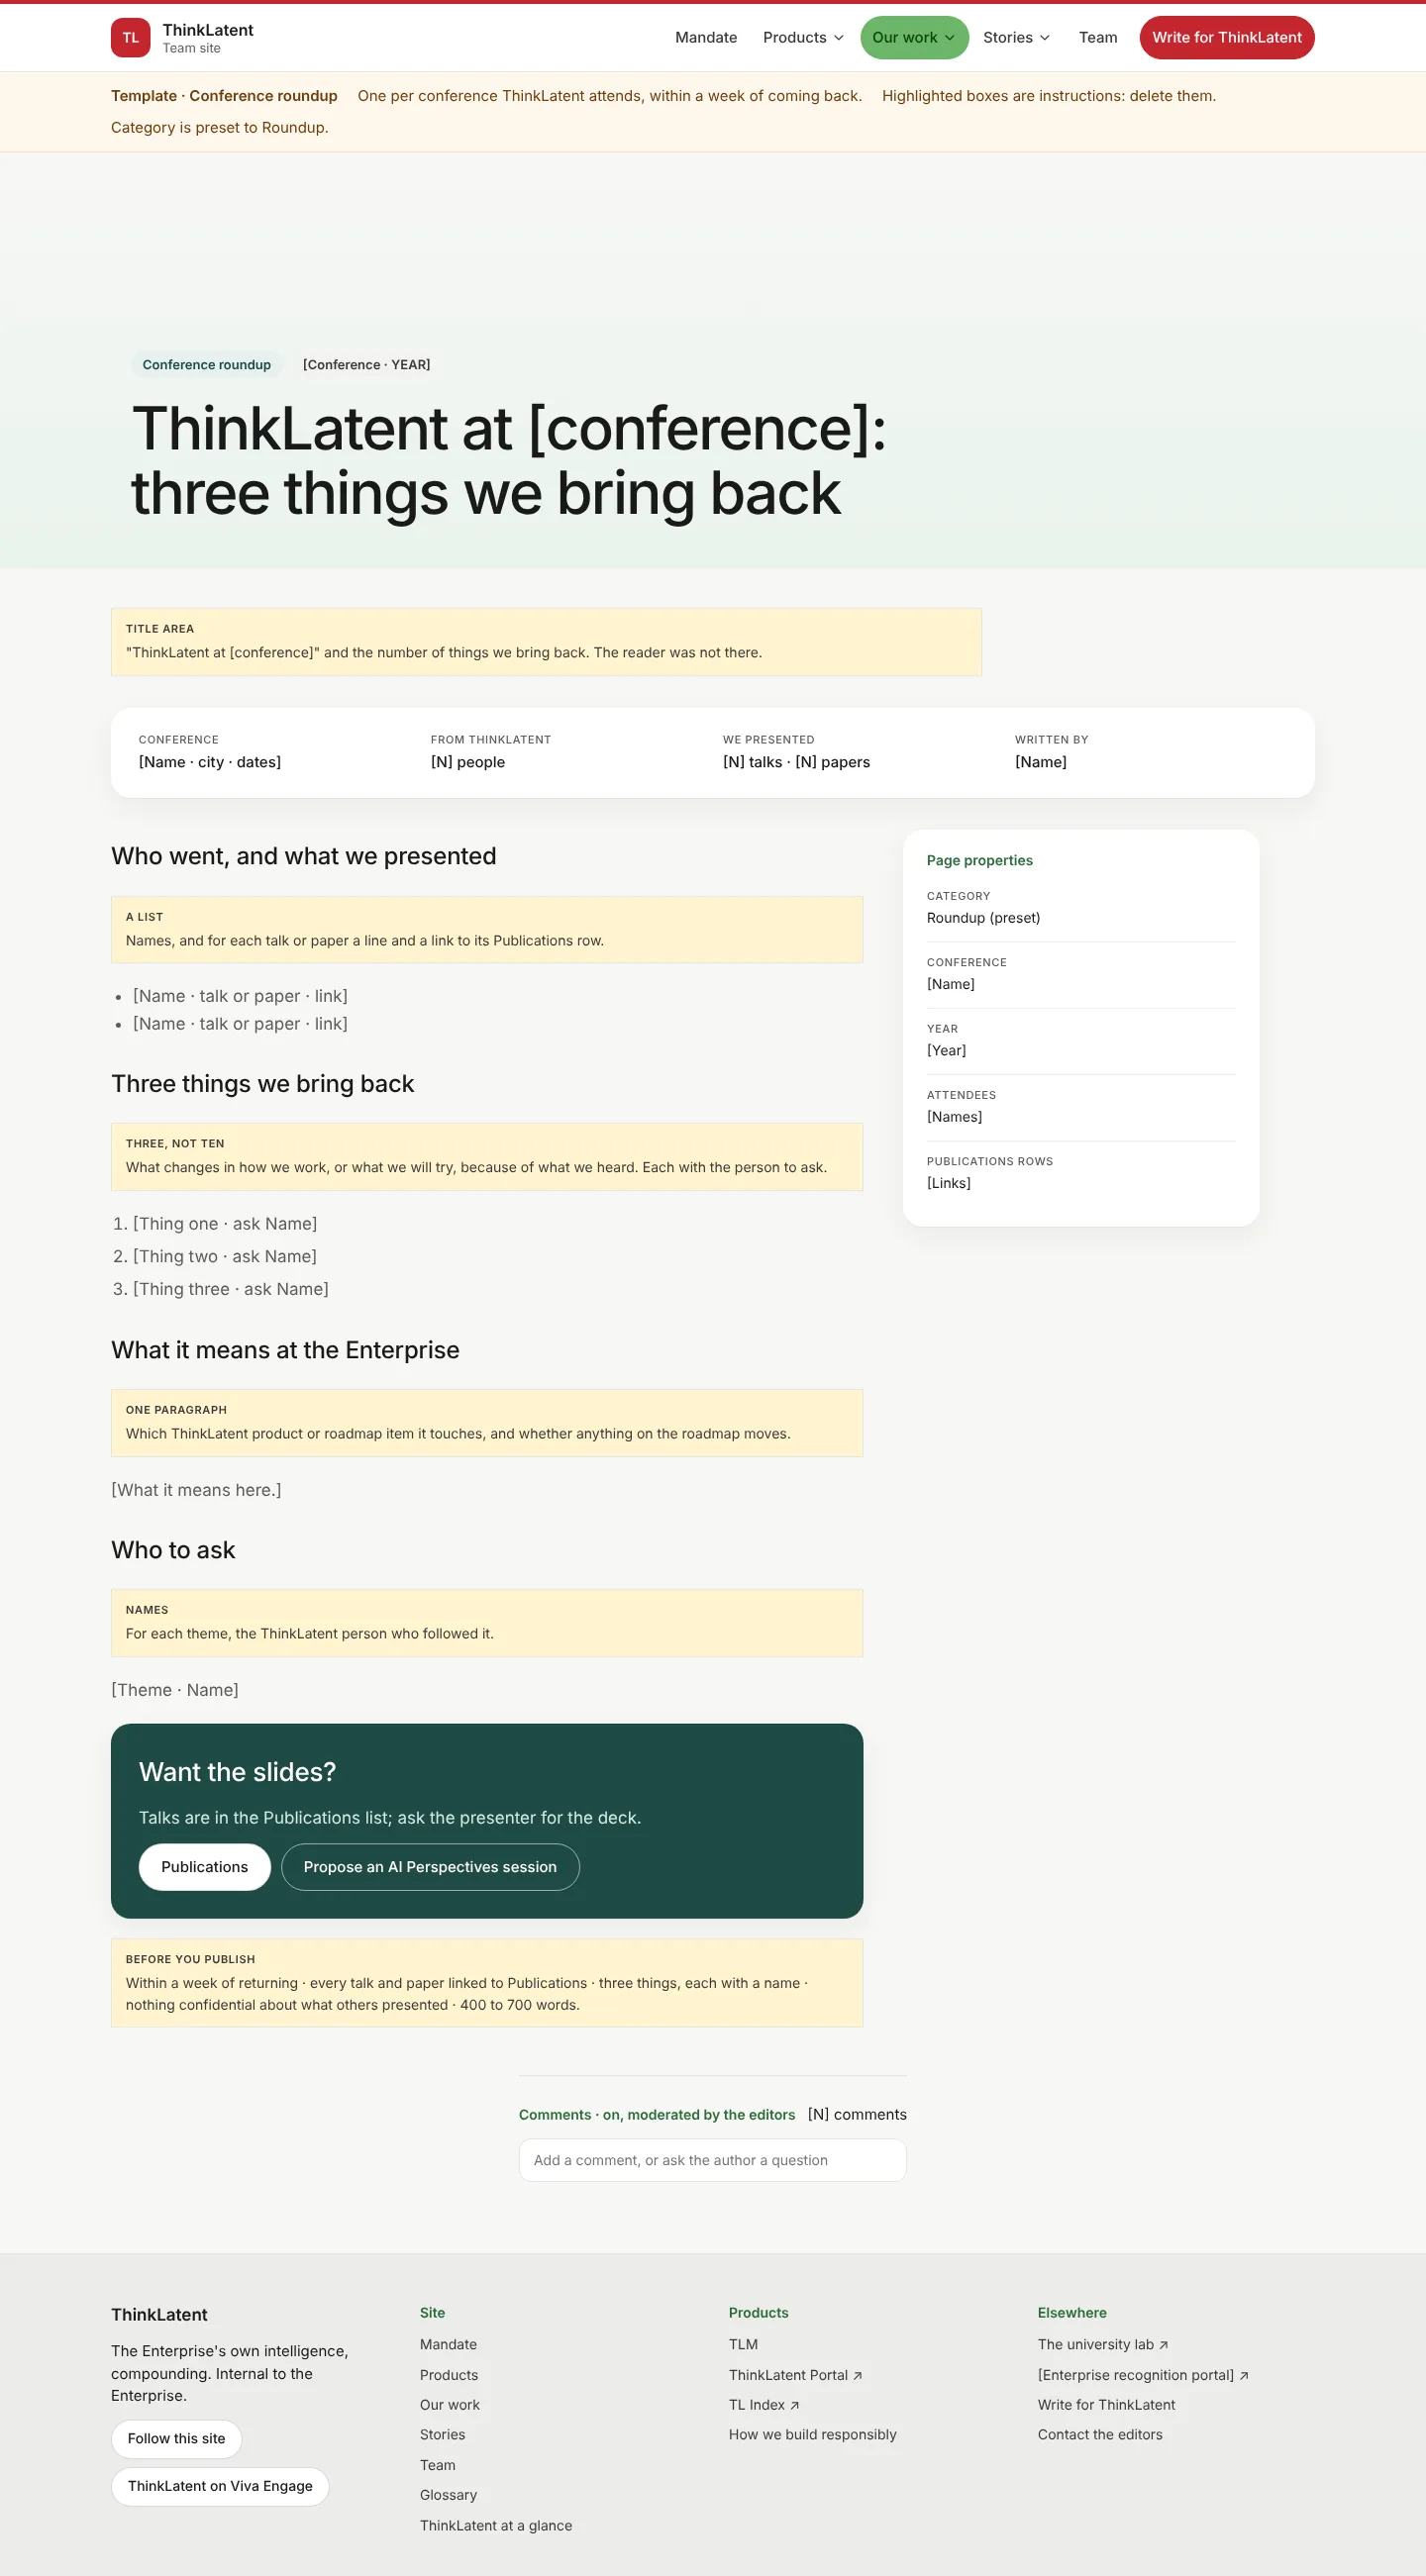 TL
ThinkLatent
Team site
Mandate
Products
Our work
Stories
Team
Write for ThinkLatent
Template · Conference roundup One per conference ThinkLatent attends, within a week of coming back. Highlighted boxes are instructions: delete them.
Category is preset to Roundup.
Conference roundup
[Conference · YEAR]
ThinkLatent at [conference]:
three things we bring back
TITLE AREA
"ThinkLatent at [conference]" and the number of things we bring back. The reader was not there.
CONFERENCE
[Name · city · dates]
FROM THINKLATENT
[N] people
WE PRESENTED
[N] talks · [N] papers
WRITTEN BY
[Name]
Who went, and what we presented
A LIST
Names, and for each talk or paper a line and a link to its Publications row.
• [Name · talk or paper · link]
• [Name · talk or paper · link]
Three things we bring back
THREE, NOT TEN
What changes in how we work, or what we will try, because of what we heard. Each with the person to ask.
1. [Thing one · ask Name]
2. [Thing two · ask Name]
3. [Thing three · ask Name]
What it means at the Enterprise
ONE PARAGRAPH
Which ThinkLatent product or roadmap item it touches, and whether anything on the roadmap moves.
[What it means here.]
Who to ask
NAMES
For each theme, the ThinkLatent person who followed it.
[Theme · Name]
Want the slides?
Talks are in the Publications list; ask the presenter for the deck.
Publications
Propose an AI Perspectives session
BEFORE YOU PUBLISH
Within a week of returning · every talk and paper linked to Publications · three things, each with a name ·
nothing confidential about what others presented · 400 to 700 words.
Page properties
CATEGORY
Roundup (preset)
CONFERENCE
[Name]
YEAR
[Year]
ATTENDEES
[Names]
PUBLICATIONS ROWS
[Links]
Comments · on, moderated by the editors
[N] comments
Add a comment, or ask the author a question
ThinkLatent
The Enterprise's own intelligence,
compounding. Internal to the
Enterprise.
Follow this site
ThinkLatent on Viva Engage
Site
Mandate
Products
Our work
Stories
Team
Glossary
ThinkLatent at a glance
Products
TLM
ThinkLatent Portal ↗
TL Index ↗
How we build responsibly
Elsewhere
The university lab ↗
[Enterprise recognition portal] ↗
Write for ThinkLatent
Contact the editors